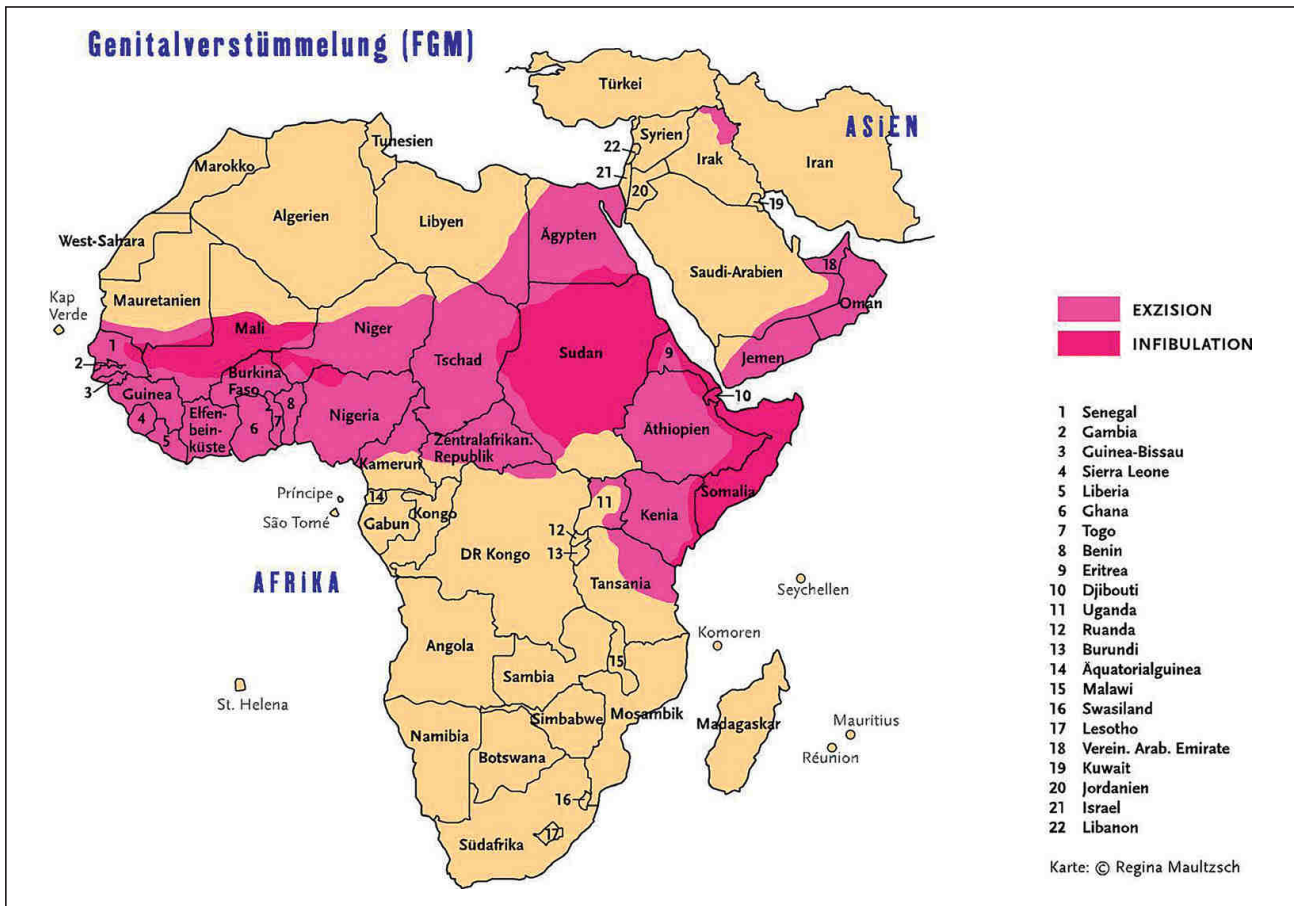 Genitalverstümmelung (FGM)
Türkei
ASiEN
Tunesien
Syrien
Marokko
22
Irak
Iran
21
20
Algerien
Libyen
19
Ägypten
West-Sahara
Saudi-Arabien
18
Mauretanien
Oman
Kap
Verde
Mali
Niger
EXZISION
1
Tschad
Sudan
9
Jemen
INFIBULATION
2
Burkina
Faso
10
3
Guinea
8
Nigeria
Äthiopien
4
Elfen-
bein-
küste
6
7
5
Zentralafrikan.
Republik
Kamerun
Somalia
Príncipe
14
11
Kenia
São Tomé
Gabun
Kongo
12
DR Kongo
13
AFRiKA
Tansania
Seychellen
Komoren
Angola
15
Sambia
St. Helena
Mosambik
Simbabwe
Madagaskar
Mauritius
Namibia
Botswana
Réunion
16
17
Südafrika
1 Senegal
2 Gambia
3 Guinea-Bissau
4 Sierra Leone
5 Liberia
6 Ghana
7 Togo
8 Benin
9 Eritrea
10 Djibouti
11 Uganda
12 Ruanda
13 Burundi
14 Äquatorialguinea
15 Malawi
16 Swasiland
17 Lesotho
18 Verein. Arab. Emirate
19 Kuwait
20 Jordanien
21 Israel
22 Libanon
Karte: © Regina Maultzsch